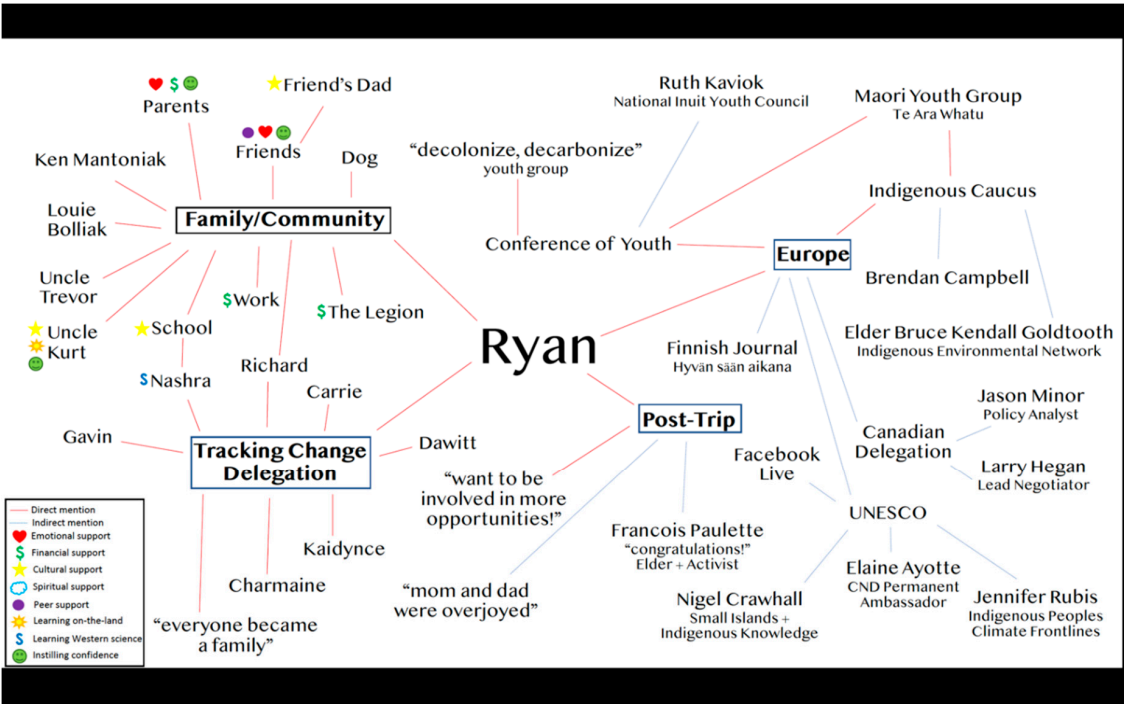 Friend's Dad
Parents
Friends
Dog
Ken Mantoniak
Louie
Bolliak
Family/Community
Uncle
Trevor
Uncle
Kurt
School
$Work
$The Legion
$Nashra
Richard
Carrie
Gavin
Tracking Change
Delegation
Dawitt
Kaidynce
Charmaine
"everyone became
a family"
Ryan
Ruth Kaviok
National Inuit Youth Council
Maori Youth Group
Te Ara Whatu
"decolonize, decarbonize"
youth group
Indigenous Caucus
Conference of Youth
Europe
Brendan Campbell
Elder Bruce Kendall Goldtooth
Indigenous Environmental Network
Finnish Journal
Hyvän sään aikana
Jason Minor
Policy Analyst
Canadian
Delegation
Larry Hegan
Lead Negotiator
Facebook
Live
UNESCO
Elaine Ayotte
CND Permanent
Ambassador
Jennifer Rubis
Indigenous Peoples
Climate Frontlines
Nigel Crawhall
Small Islands +
Indigenous Knowledge
Post-Trip
"want to be
involved in more
opportunities!"
Francois Paulette
"congratulations!"
Elder + Activist
"mom and dad
were overjoyed"
Direct mention
Indirect mention
Emotional support
$ Financial support
Cultural support
Spiritual support
Peer support
Learning on-the-land
$ Learning Western science
Instilling confidence